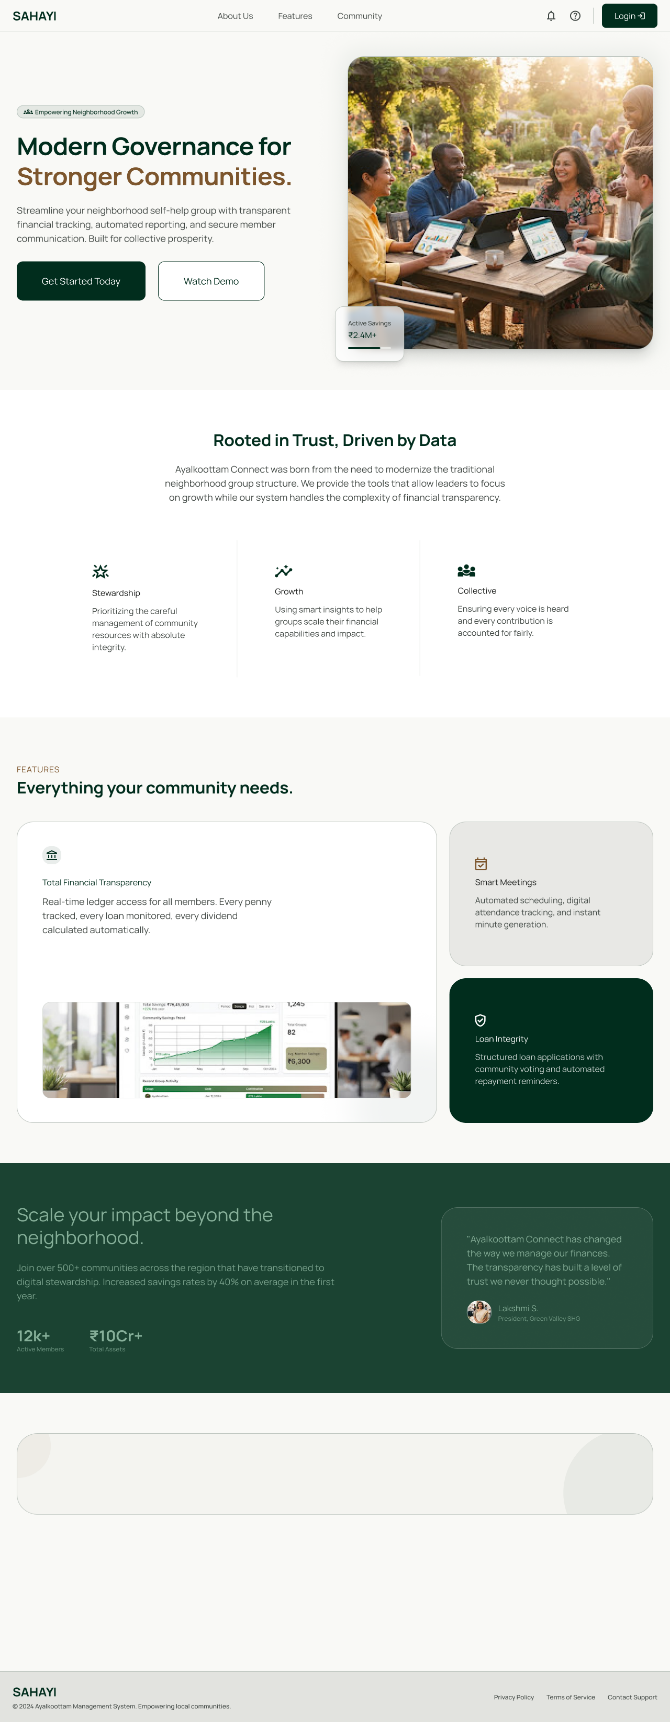 SAHAYI
About Us
Features
Community
Login
Empowering Neighborhood Growth
Modern Governance for
Stronger Communities.
Streamline your neighborhood self-help group with transparent
financial tracking, automated reporting, and secure member
communication. Built for collective prosperity.
Get Started Today
Watch Demo
Active Savings
₹2.4M+
Rooted in Trust, Driven by Data
Ayalkoottam Connect was born from the need to modernize the traditional
neighborhood group structure. We provide the tools that allow leaders to focus
on growth while our system handles the complexity of financial transparency.
Stewardship
Prioritizing the careful
management of community
resources with absolute
integrity.
Growth
Using smart insights to help
groups scale their financial
capabilities and impact.
Collective
Ensuring every voice is heard
and every contribution is
accounted for fairly.
FEATURES
Everything your community needs.
Total Financial Transparency
Real-time ledger access for all members. Every penny
tracked, every loan monitored, every dividend
calculated automatically.
1,245
82
₹5,300
Smart Meetings
Automated scheduling, digital
attendance tracking, and instant
minute generation.
Loan Integrity
Structured loan applications with
community voting and automated
repayment reminders.
Scale your impact beyond the
neighborhood.
Join over 500+ communities across the region that have transitioned to
digital stewardship. Increased savings rates by 40% on average in the first
year.
12k+
Active Members
₹10Cr+
Total Assets
"Ayalkoottam Connect has changed
the way we manage our finances.
The transparency has built a level of
trust we never thought possible."
Lakshmi S.
President, Green Valley SHG
SAHAYI
© 2024 Ayalkoottam Management System. Empowering local communities.
Privacy Policy
Terms of Service
Contact Support